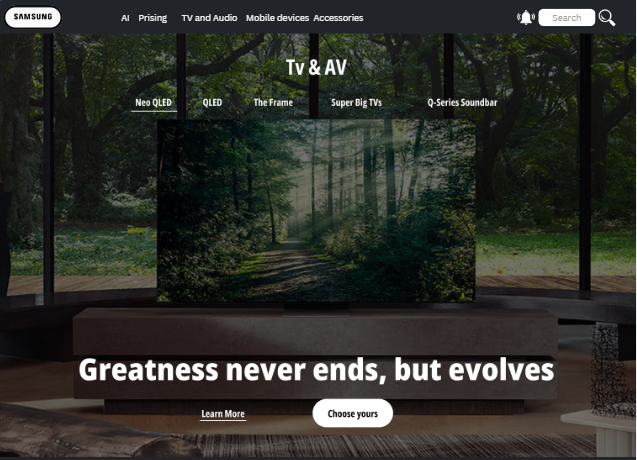 SAMSUNG AI Prising TV and Audio Mobile devices Accessories Search
Tv & AV
Neo QLED QLED The Frame Super Big TVs Q-Series Soundbar
Greatness never ends, but evolves
Learn More Choose yours